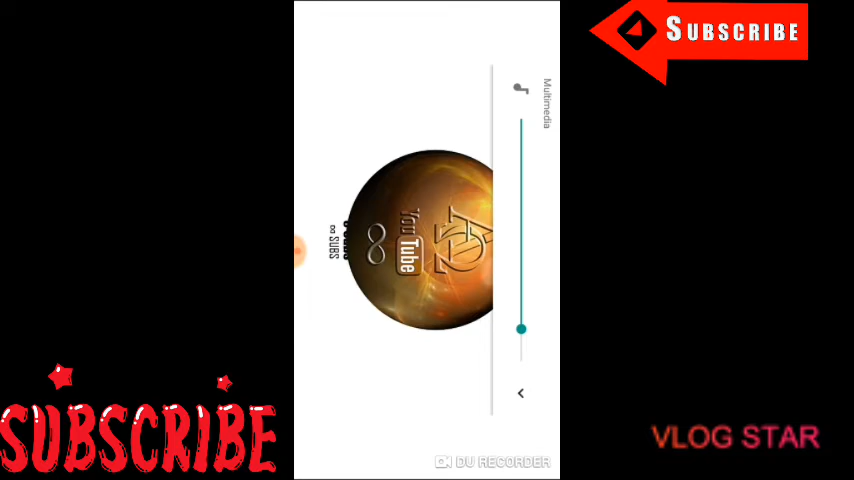 SUBSCRIBE
Multimedia
YouTube
∞ SUBS
DU RECORDER
SUBSCRIBE
VLOG STAR